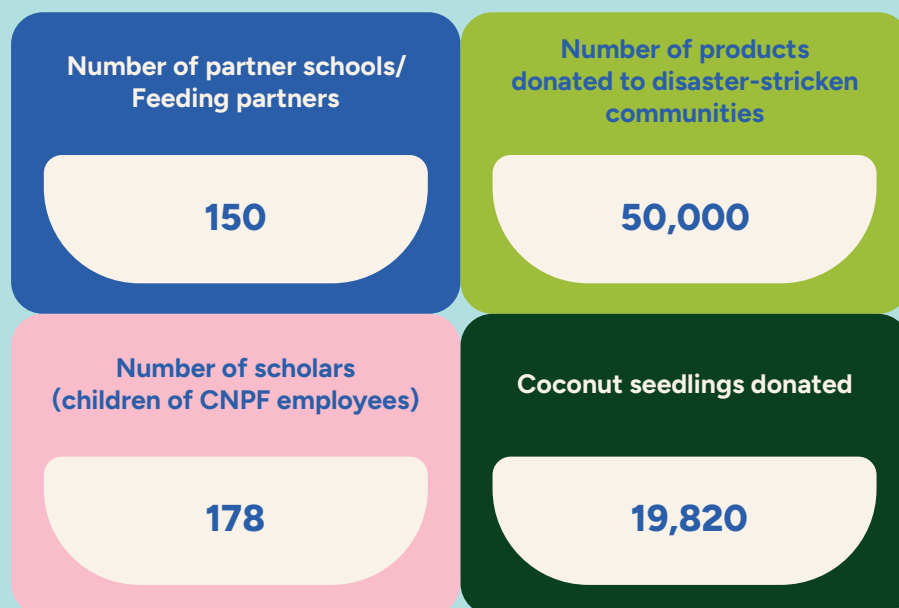 Number of partner schools/
Feeding partners
150
Number of products
donated to disaster-stricken
communities
50,000
Number of scholars
(children of CNPF employees)
178
Coconut seedlings donated
19,820